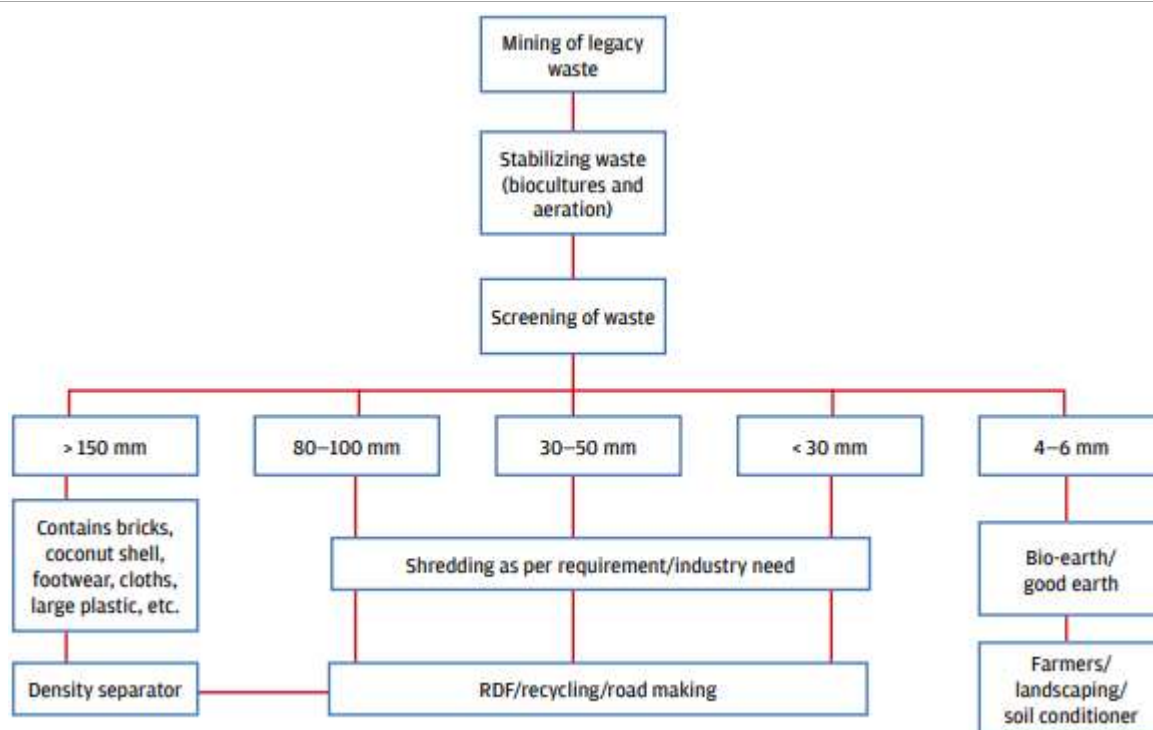 Mining of legacy
waste
Stabilizing waste
(biocultures and
aeration)
Screening of waste
> 150 mm
80–100 mm
30–50 mm
< 30 mm
4–6 mm
Contains bricks,
coconut shell,
footwear, cloths,
large plastic, etc.
Shredding as per requirement/industry need
Bio-earth/
good earth
Density separator
RDF/recycling/road making
Farmers/
landscaping/
soil conditioner